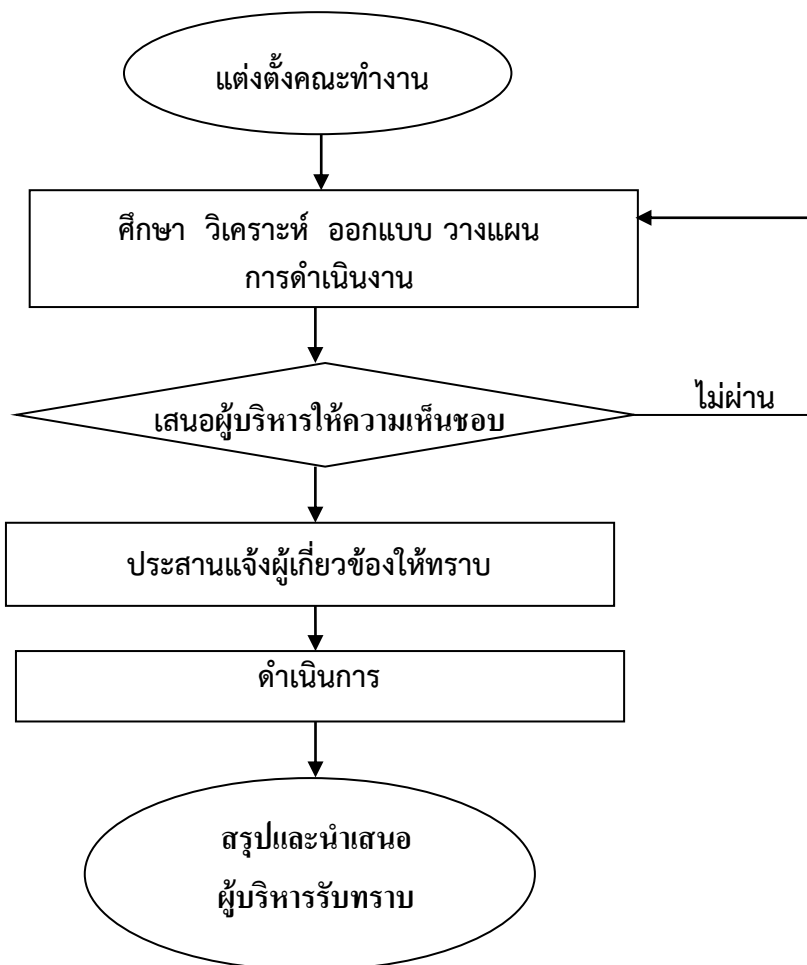 แต่งตั้งคณะทำงาน
ศึกษา วิเคราะห์ ออกแบบ วางแผน
การดำเนินงาน
เสนอผู้บริหารให้ความเห็นชอบ
ไม่ผ่าน
ประสานแจ้งผู้เกี่ยวข้องให้ทราบ
ดำเนินการ
สรุปและนำเสนอ
ผู้บริหารรับทราบ